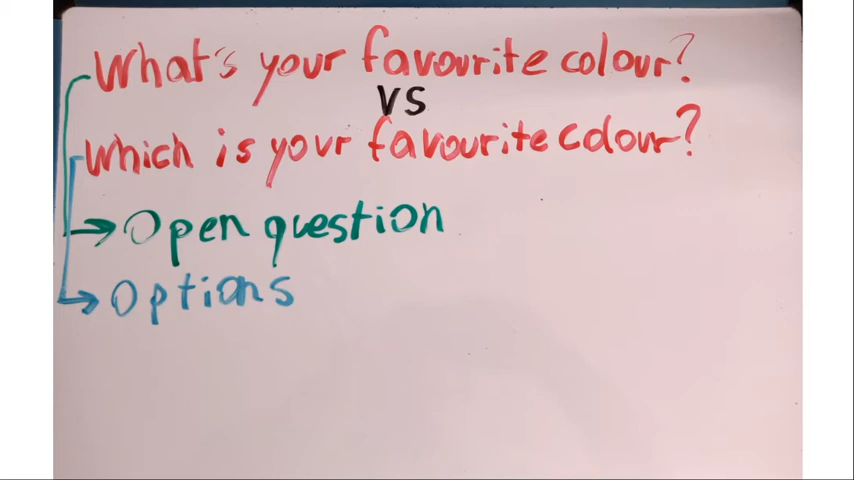 What's your favourite colour?
VS
Which is your favourite colour?
Open question
Options